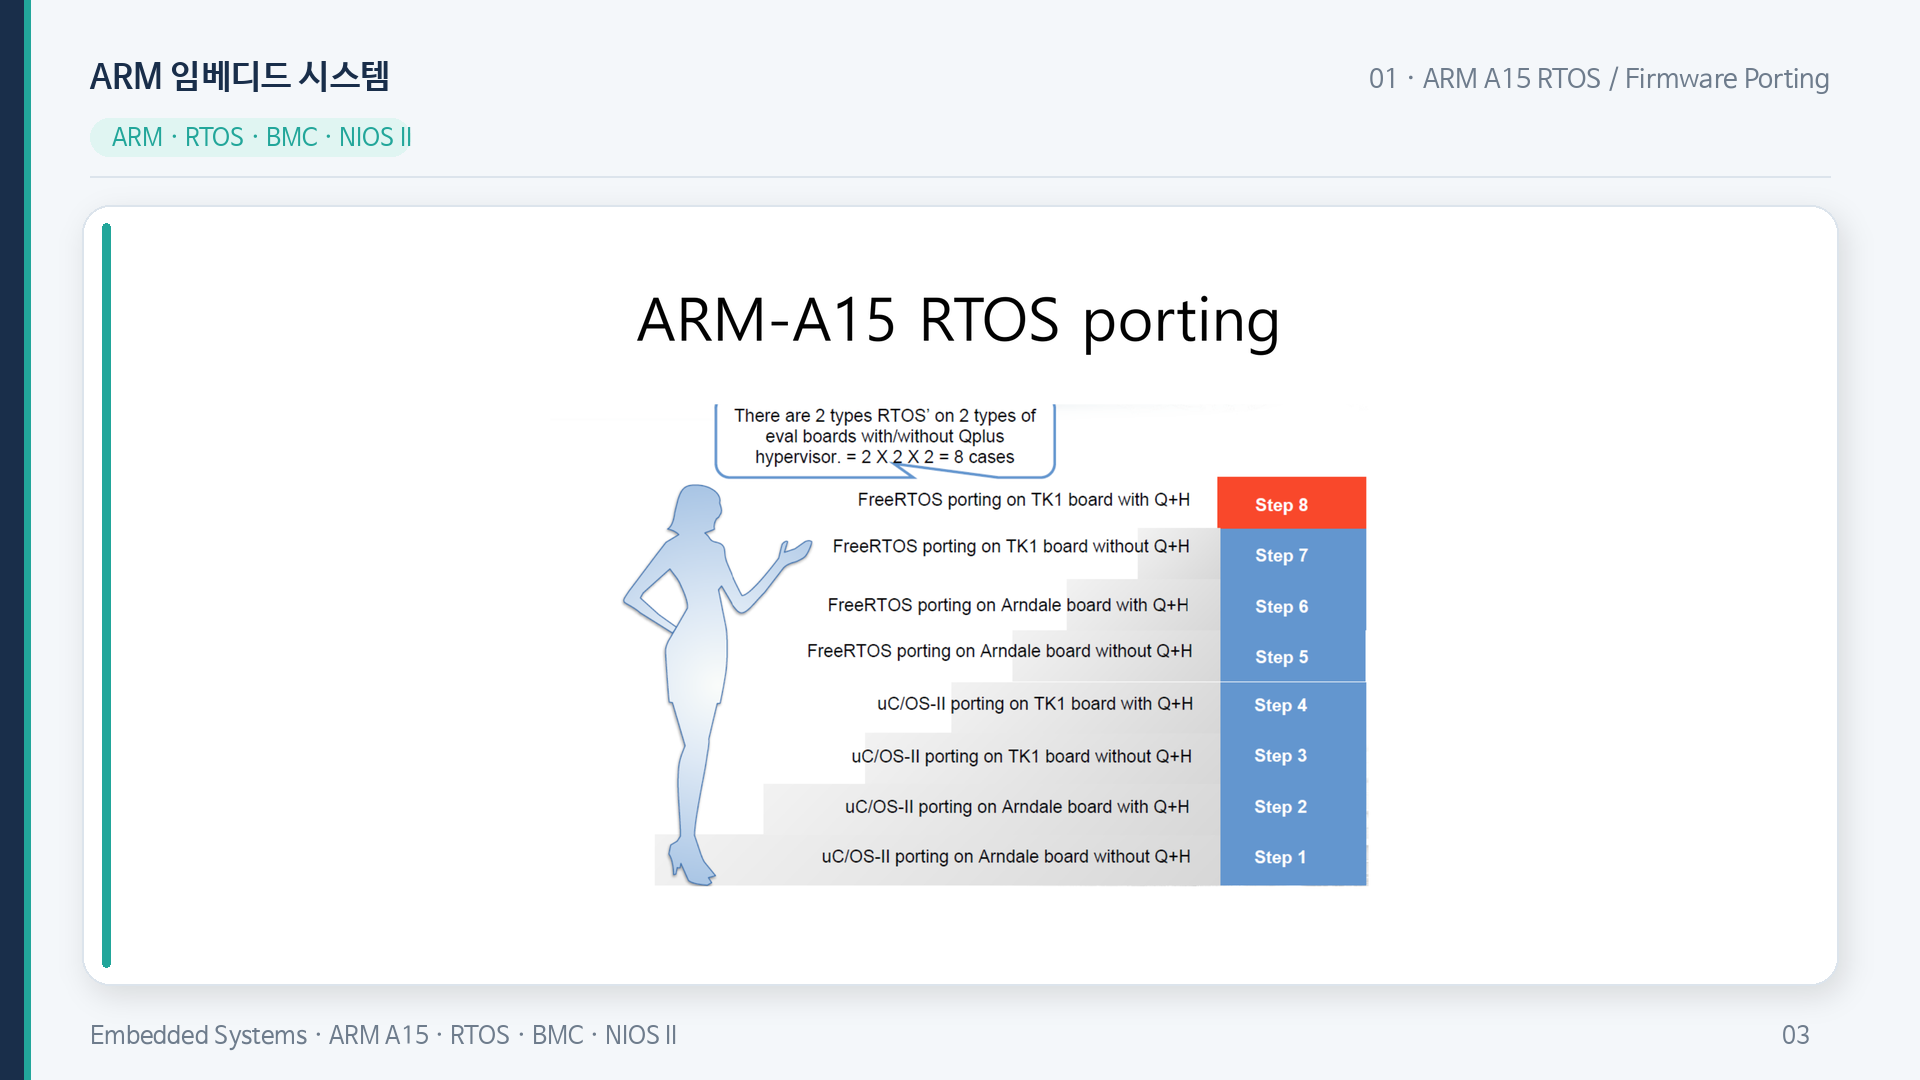 ARM 임베디드 시스템
01 · ARM A15 RTOS / Firmware Porting
ARM · RTOS · BMC · NIOS II
ARM-A15 RTOS porting
There are 2 types RTOS’ on 2 types of
eval boards with/without Qplus
hypervisor. = 2 X 2 X 2 = 8 cases
FreeRTOS porting on TK1 board with Q+H
Step 8
FreeRTOS porting on TK1 board without Q+H
Step 7
FreeRTOS porting on Arndale board with Q+H
Step 6
FreeRTOS porting on Arndale board without Q+H
Step 5
uC/OS-II porting on TK1 board with Q+H
Step 4
uC/OS-II porting on TK1 board without Q+H
Step 3
uC/OS-II porting on Arndale board with Q+H
Step 2
uC/OS-II porting on Arndale board without Q+H
Step 1
Embedded Systems · ARM A15 · RTOS · BMC · NIOS II
03